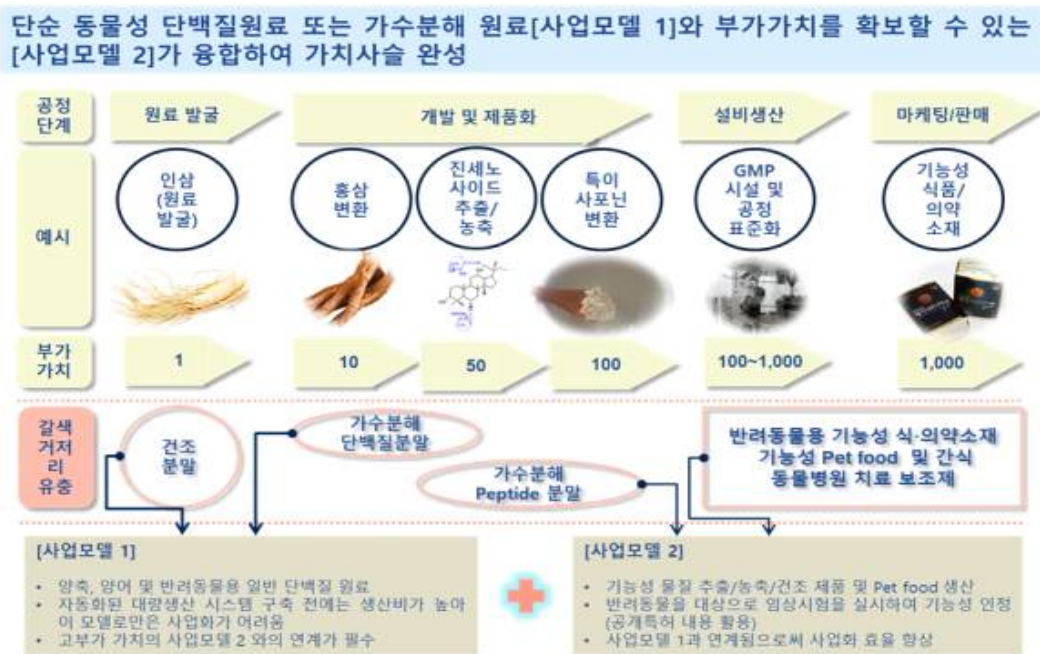 단순 동물성 단백질원료 또는 가수분해 원료[사업모델 1]와 부가가치를 확보할 수 있는
[사업모델 2]가 융합하여 가치사슬 완성
공정
단계
원료 발굴
개발 및 제품화
설비생산
마케팅/판매
예시
인삼
(원료
발굴)
홍삼
변환
진세노
사이드
추출/
농축
특이
사포닌
변환
GMP
시설 및
공정
표준화
기능성
식품/
의약
소재
부가
가치
1
10
50
100
100~1,000
1,000
갈색
거저
리
유충
건조
분말
가수분해
단백질분말
가수분해
Peptide 분말
반려동물용 기능성 식·의약소재
기능성 Pet food 및 간식
동물병원 치료 보조제
[사업모델 1]
• 양축, 양어 및 반려동물용 일반 단백질 원료
• 자동화된 대량생산 시스템 구축 전에는 생산비가 높아
이 모델로만은 사업화가 어려움
• 고부가 가치의 사업모델 2 와의 연계가 필수
[사업모델 2]
• 기능성 물질 추출/농축/건조 제품 및 Pet food 생산
• 반려동물을 대상으로 임상시험을 실시하여 기능성 인정
(공개특허 내용 활용)
• 사업모델 1과 연계됨으로써 사업화 효율 향상